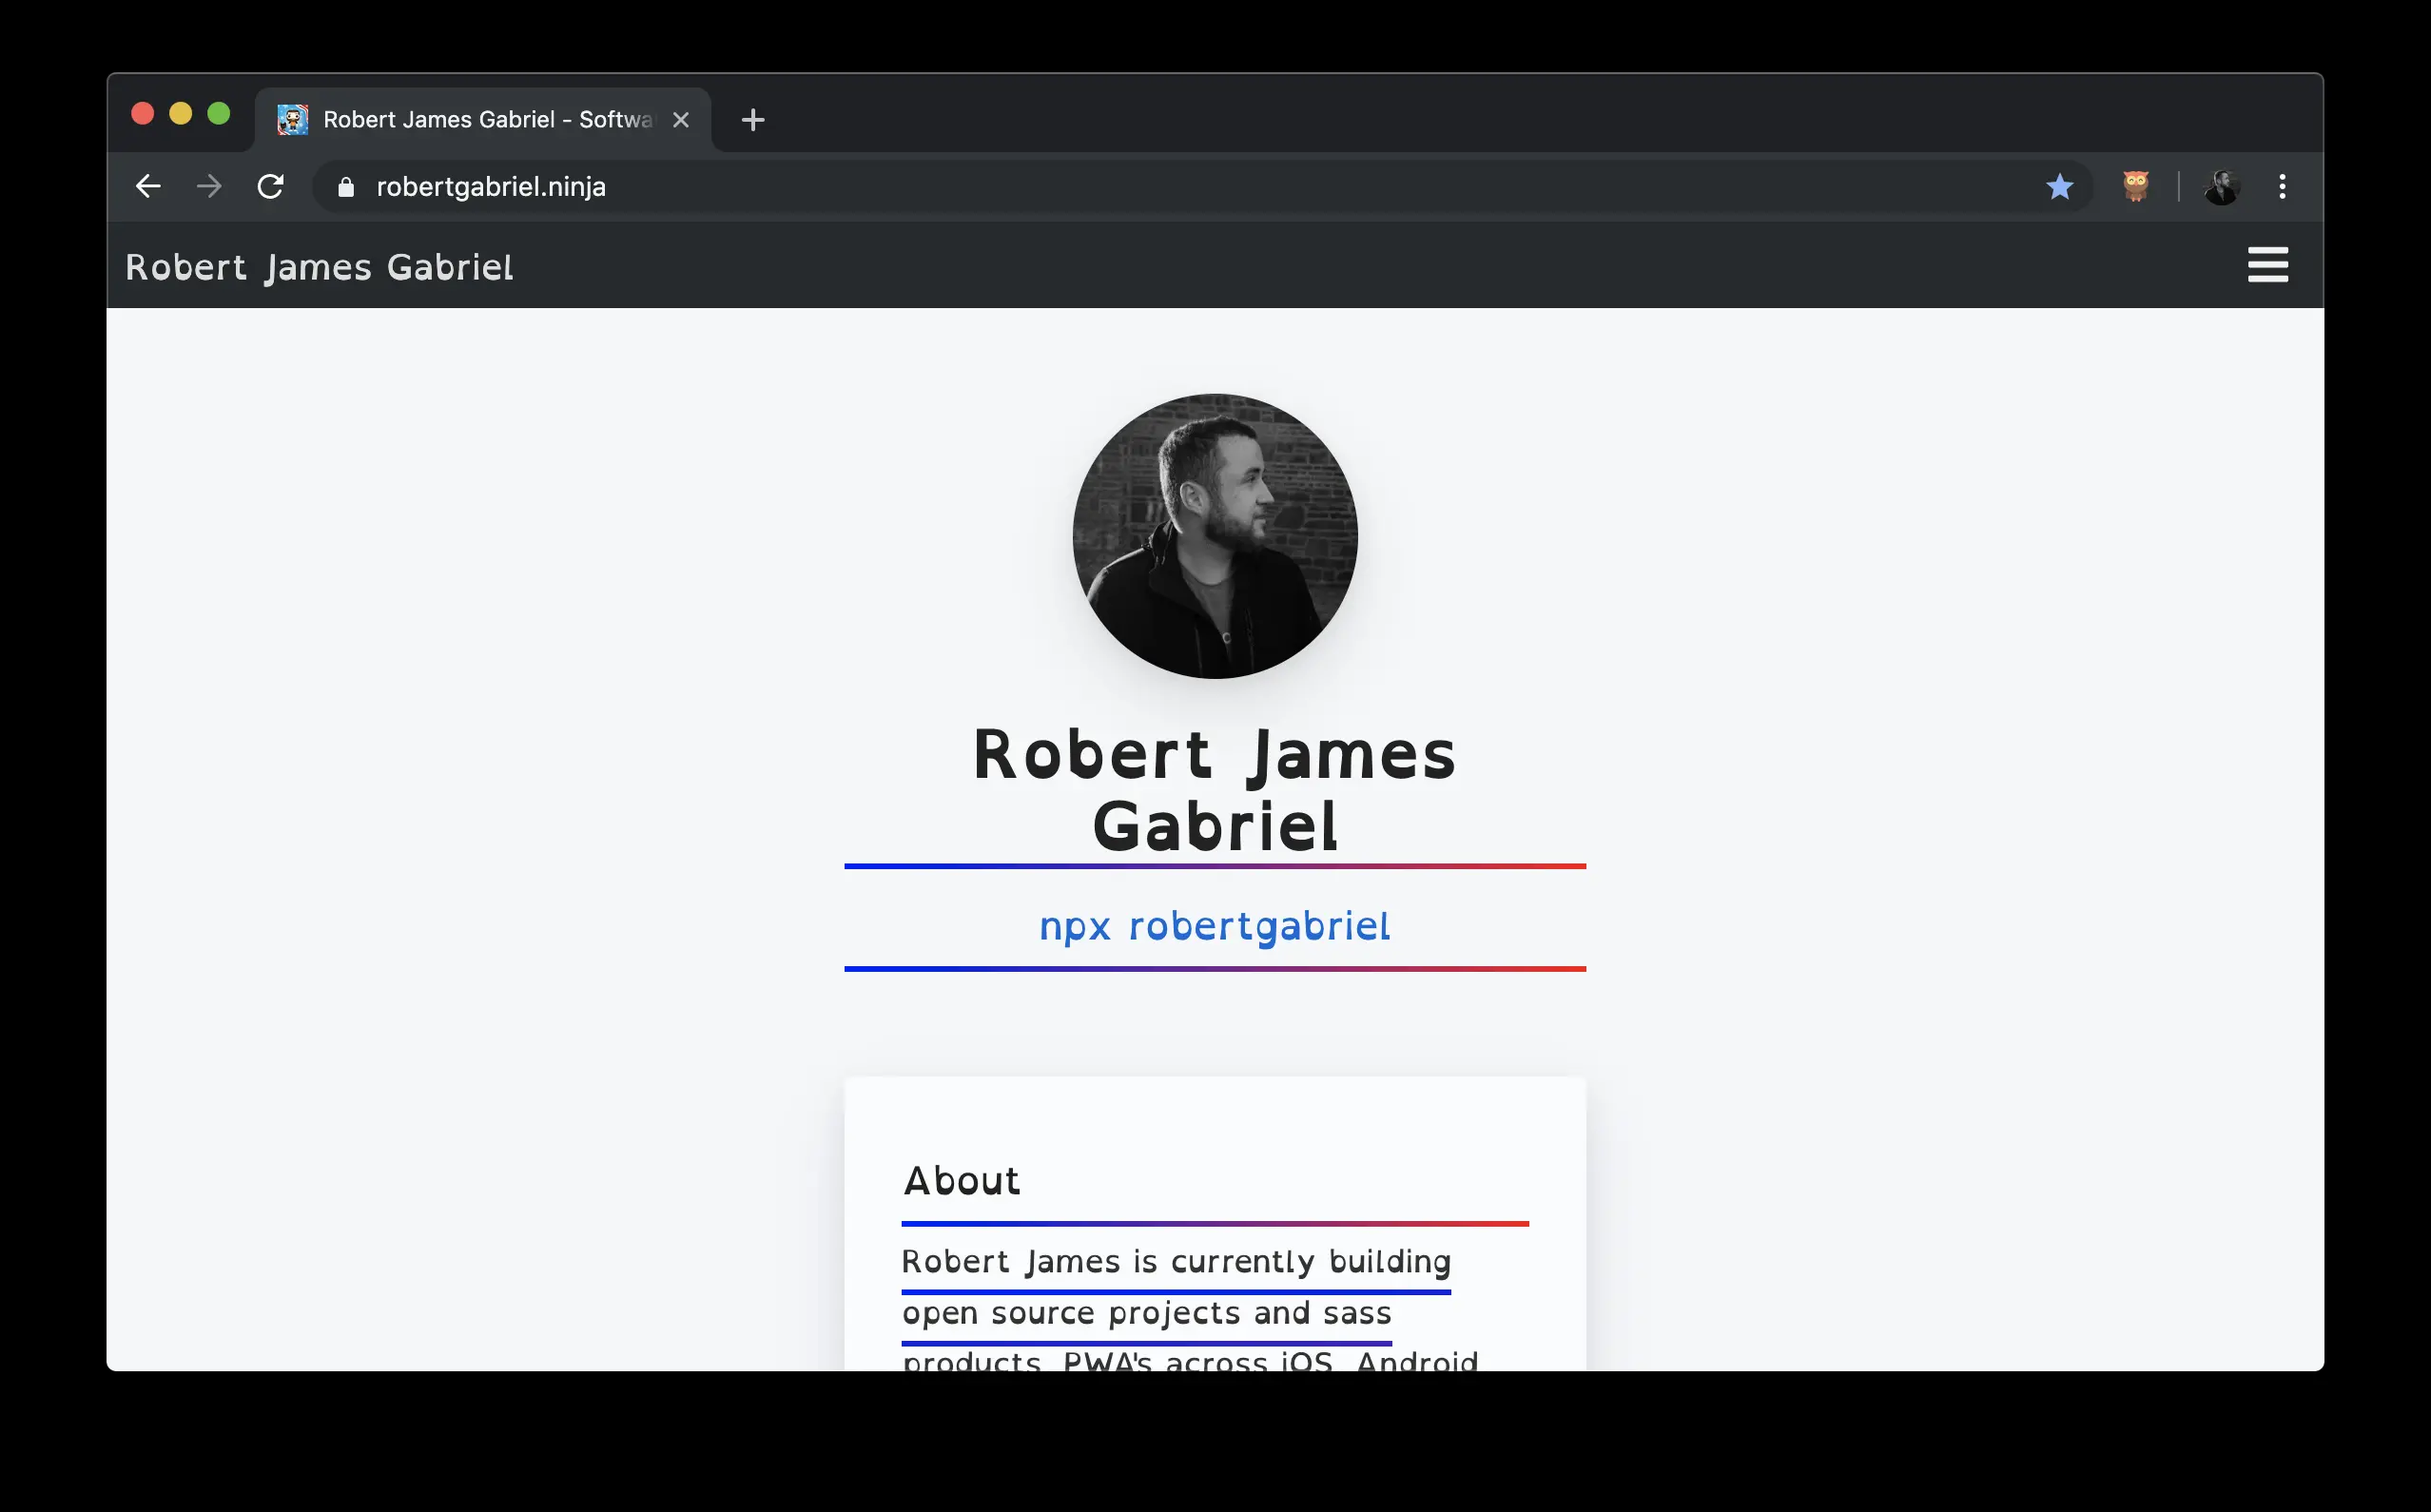 Robert James Gabriel - Softwa
robertgabriel.ninja
Robert James Gabriel
Robert James
Gabriel
npx robertgabriel
About
Robert James is currently building
open source projects and sass
products, PWA's across iOS, Android